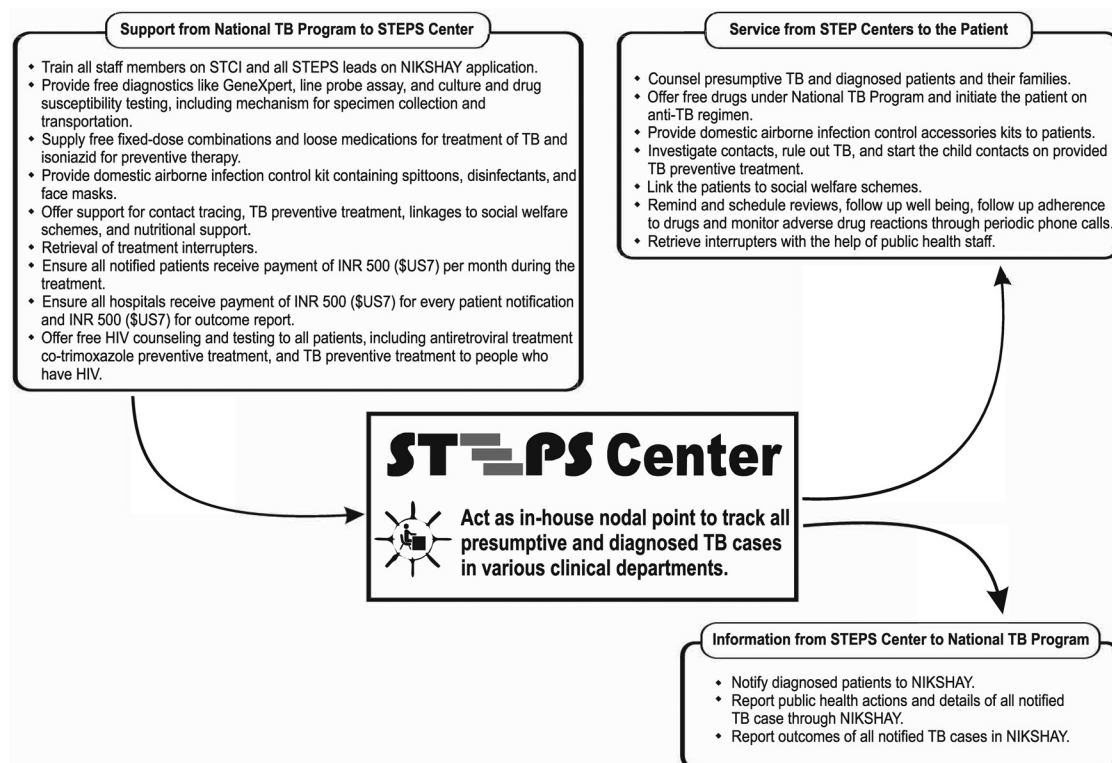 Support from National TB Program to STEPS Center
◆ Train all staff members on STCI and all STEPS leads on NIKSHAY application.
◆ Provide free diagnostics like GeneXpert, line probe assay, and culture and drug
susceptibility testing, including mechanism for specimen collection and
transportation.
◆ Supply free fixed-dose combinations and loose medications for treatment of TB and
isoniazid for preventive therapy.
◆ Provide domestic airborne infection control kit containing spittoons, disinfectants, and
face masks.
◆ Offer support for contact tracing, TB preventive treatment, linkages to social welfare
schemes, and nutritional support.
◆ Retrieval of treatment interrupters.
◆ Ensure all notified patients receive payment of INR 500 ($US7) per month during the
treatment.
◆ Ensure all hospitals receive payment of INR 500 ($US7) for every patient notification
and INR 500 ($US7) for outcome report.
◆ Offer free HIV counseling and testing to all patients, including antiretroviral treatment
co-trimoxazole preventive treatment, and TB preventive treatment to people who
have HIV.
Service from STEP Centers to the Patient
◆ Counsel presumptive TB and diagnosed patients and their families.
◆ Offer free drugs under National TB Program and initiate the patient on
anti-TB regimen.
◆ Provide domestic airborne infection control accessories kits to patients.
◆ Investigate contacts, rule out TB, and start the child contacts on provided
TB preventive treatment.
◆ Link the patients to social welfare schemes.
◆ Remind and schedule reviews, follow up well being, follow up adherence
to drugs and monitor adverse drug reactions through periodic phone calls.
◆ Retrieve interrupters with the help of public health staff.
STEPS Center
Act as in-house nodal point to track all
presumptive and diagnosed TB cases
in various clinical departments.
Information from STEPS Center to National TB Program
◆ Notify diagnosed patients to NIKSHAY.
◆ Report public health actions and details of all notified
TB case through NIKSHAY.
◆ Report outcomes of all notified TB cases in NIKSHAY.